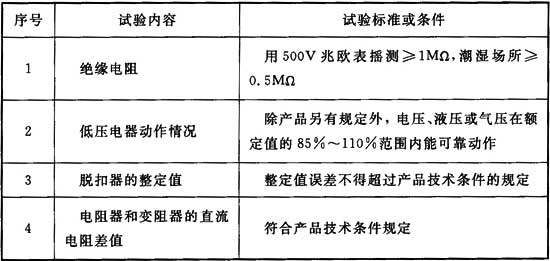 序号 试验内容 试验标准或条件
1 绝缘电阻 用500V兆欧表摇测≥1MΩ,潮湿场所≥
0.5MΩ
2 低压电器动作情况 除产品另有规定外，电压、液压或气压在额
定值的85%～110%范围内能可靠动作
3 脱扣器的整定值 整定值误差不得超过产品技术条件的规定
4 电阻器和变阻器的直流
电阻差值 符合产品技术条件规定